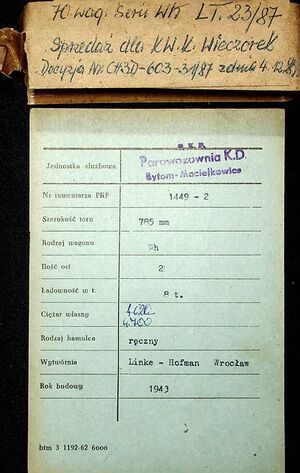 70 wag. Serii Wh LT. 23/87
Sprzedaż dla K.W.K. Wieczorek
Decyzja Nr CH3D-603-31/87 z dnia 4.12.87
P.K.P.
Jednostka służbowa Parowozownia K.D.
Bytom-Maciejkowice
Nr inwentarza PKP 1449 - 2
Szerokość toru 785 mm
Rodzaj wagonu Wh
Ilość osi 2
Ładowność w t. 8 t.
Ciężar własny 4.700
Rodzaj hamulca ręczny
Wytwórnia Linke - Hofman Wrocław
Rok budowy 1943
btm 3 1192-62 6000